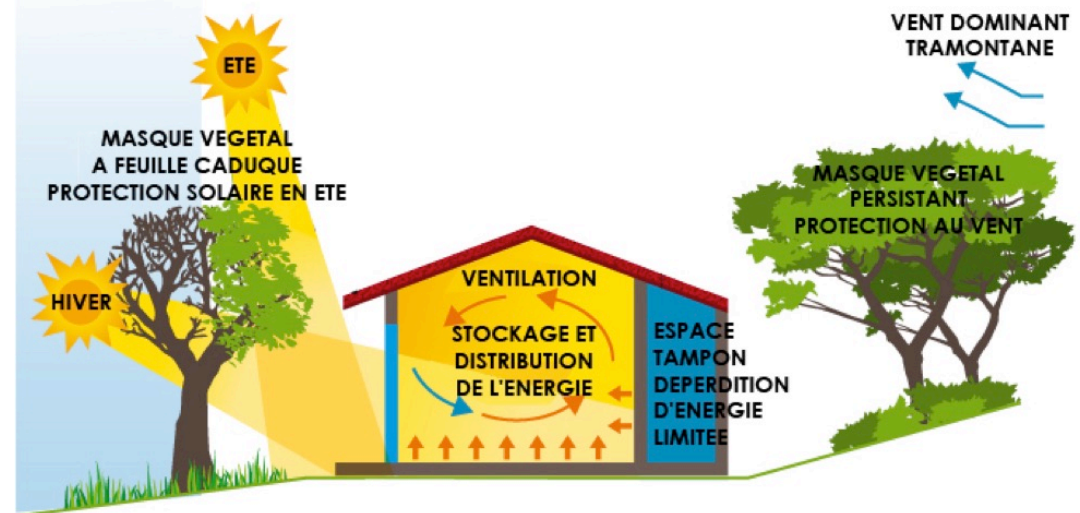 VENT DOMINANT
TRAMONTANE
ETE
MASQUE VEGETAL
A FEUILLE CADUQUE
PROTECTION SOLAIRE EN ETE
HIVER
MASQUE VEGETAL
PERSISTANT
PROTECTION AU VENT
VENTILATION
STOCKAGE ET
DISTRIBUTION
DE L'ENERGIE
ESPACE
TAMPON
DEPERDITION
D'ENERGIE
LIMITEE